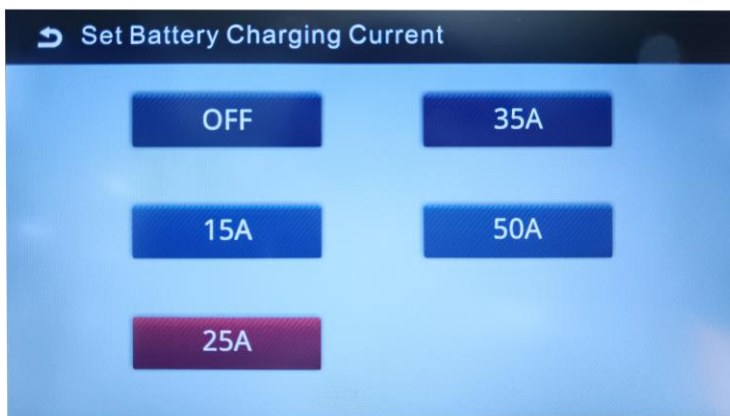 Set Battery Charging Current
OFF
35A
15A
50A
25A